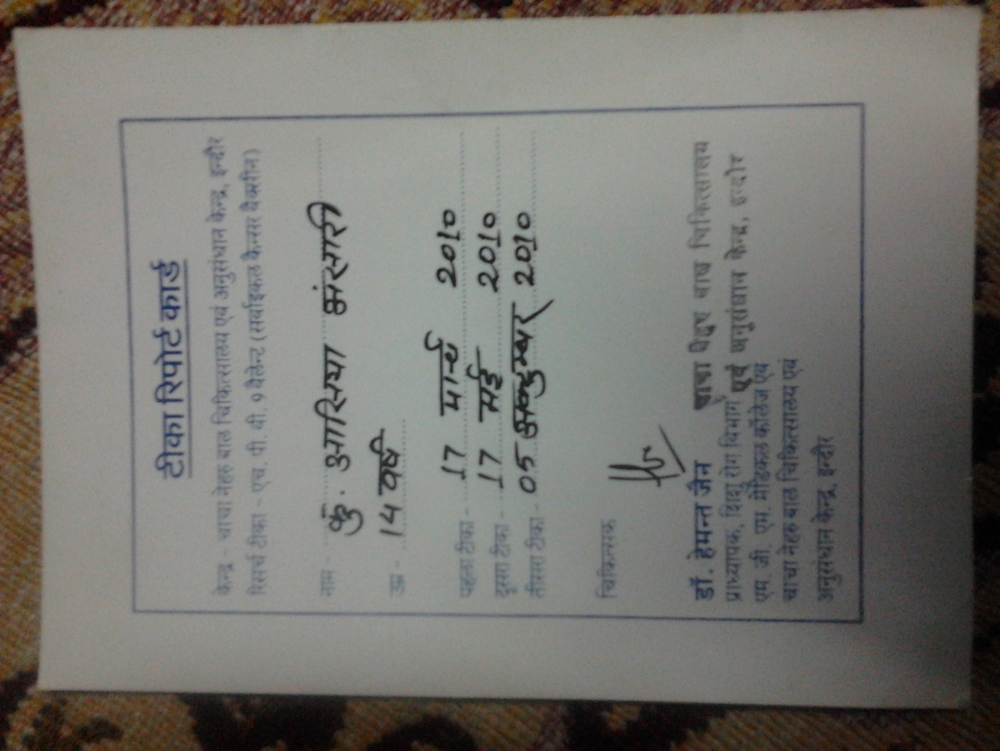 टीका रिपोर्ट कार्ड
केन्द्र - चाचा नेहरु बाल चिकित्सालय एवं अनुसंधान केन्द्र, इन्दौर
रिसर्च टीका - एच. पी. वी. 9 वैलेन्ट (सर्वाइकल कैन्सर वैक्सीन)
नाम - कु. आसिया अंसारी
उम्र - 14 वर्ष
पहला टीका - 17 मार्च 2010
दूसरा टीका - 17 मई 2010
तीसरा टीका - 05 अक्टुम्बर 2010
चिकित्सक
डॉ. हेमन्त जैन
प्राध्यापक, शिशु रोग विभाग
एम. जी. एम. मेडिकल कॉलेज एवं
चाचा नेहरु बाल चिकित्सालय एवं
अनुसंधान केन्द्र, इन्दौर
चिकित्सालय
एवं अनुसंधान केन्द्र, इन्दौर